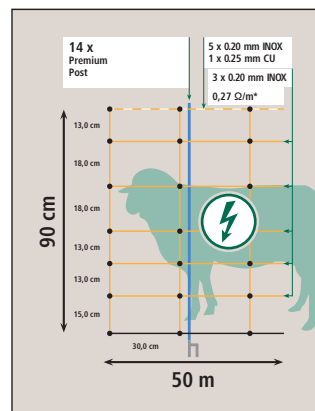 14 x
Premium
Post
5 x 0.20 mm INOX
1 x 0.25 mm CU
3 x 0.20 mm INOX
0,27 Ω/m*
13,0 cm
18,0 cm
18,0 cm
13,0 cm
13,0 cm
15,0 cm
90 cm
30,0 cm
50 m